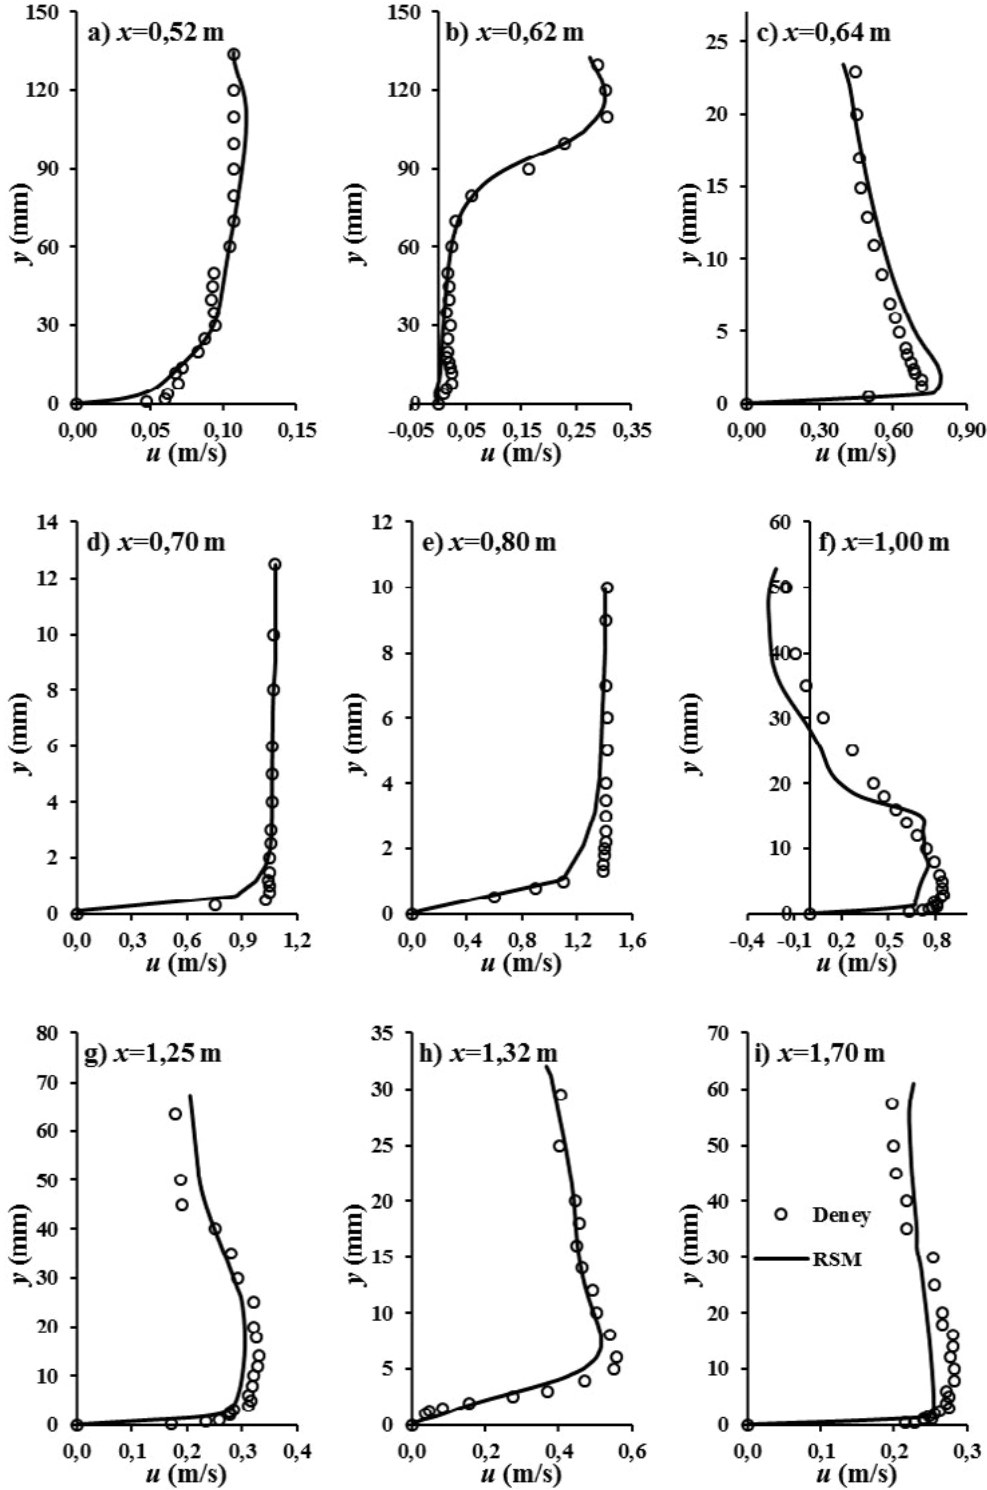 a) x=0,52 m
150
120
90
60
30
0
y (mm)
0,00 0,05 0,10 0,15
u (m/s)
b) x=0,62 m
150
120
90
60
30
0
y (mm)
-0,05 0,05 0,15 0,25 0,35
u (m/s)
c) x=0,64 m
25
20
15
10
5
0
y (mm)
0,00 0,30 0,60 0,90
u (m/s)
d) x=0,70 m
14
12
10
8
6
4
2
0
y (mm)
0,0 0,3 0,6 0,9 1,2
u (m/s)
e) x=0,80 m
12
10
8
6
4
2
0
y (mm)
0,0 0,4 0,8 1,2 1,6
u (m/s)
f) x=1,00 m
60
50
40
30
20
10
0
y (mm)
-0,4 -0,1 0,2 0,5 0,8
u (m/s)
g) x=1,25 m
80
70
60
50
40
30
20
10
0
y (mm)
0,0 0,1 0,2 0,3 0,4
u (m/s)
h) x=1,32 m
35
30
25
20
15
10
5
0
y (mm)
0,0 0,2 0,4 0,6
u (m/s)
i) x=1,70 m
70
60
50
40
30
20
10
0
y (mm)
Deney
RSM
0,0 0,1 0,2 0,3
u (m/s)